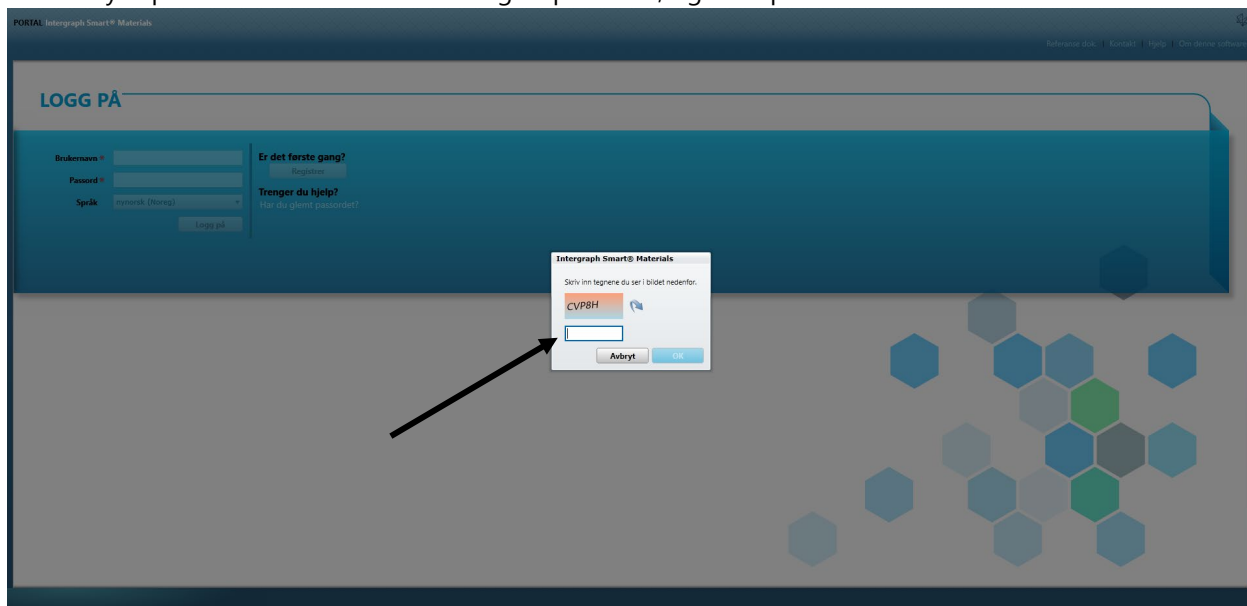 PORTAL Intergraph Smart® Materials
Referanse dok. | Kontakt | Hjelp | Om denne software
LOGG PÅ
Brukernavn *
Passord *
Språk nynorsk (Noreg)
Logg på
Er det første gang?
Registrer
Trenger du hjelp?
Har du glemt passordet?
Intergraph Smart® Materials
Skriv inn tegnene du ser i bildet nedenfor.
CVP8H
Avbryt OK